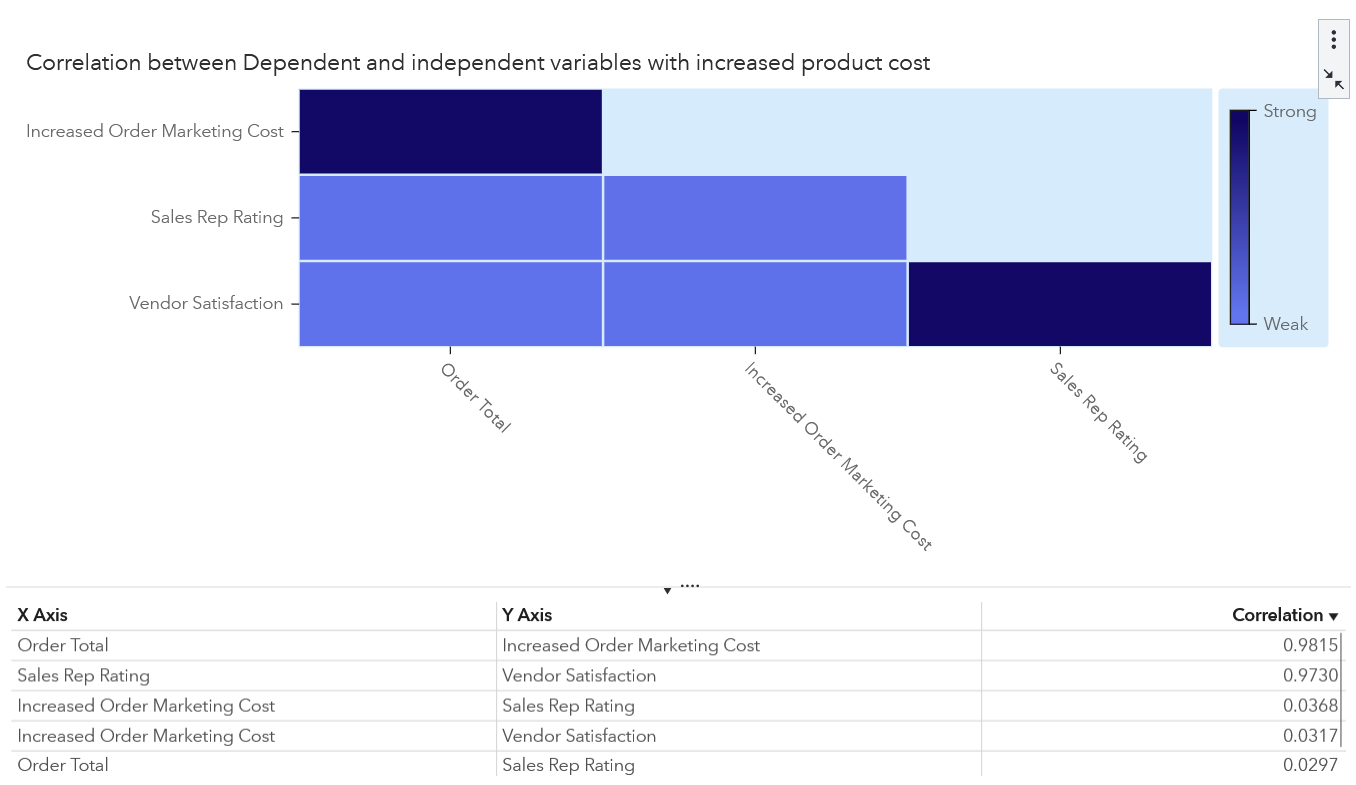 Correlation between Dependent and independent variables with increased product cost
Increased Order Marketing Cost
Sales Rep Rating
Vendor Satisfaction
Strong
Weak
Order Total
Increased Order Marketing Cost
Sales Rep Rating
X Axis Y Axis Correlation
Order Total Increased Order Marketing Cost 0.9815
Sales Rep Rating Vendor Satisfaction 0.9730
Increased Order Marketing Cost Sales Rep Rating 0.0368
Increased Order Marketing Cost Vendor Satisfaction 0.0317
Order Total Sales Rep Rating 0.0297